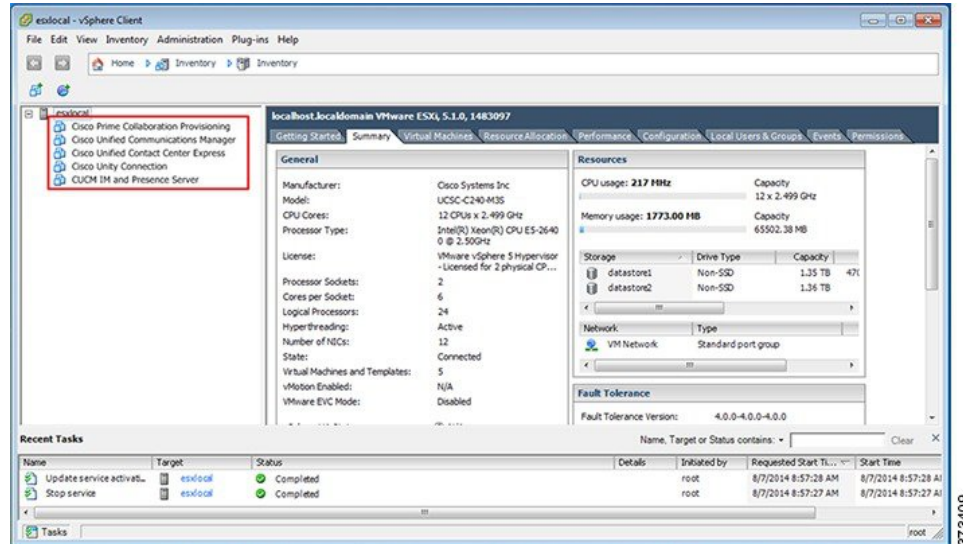 esxlocal - vSphere Client
File Edit View Inventory Administration Plug-ins Help
Home Inventory Inventory
esxlocal
Cisco Prime Collaboration Provisioning
Cisco Unified Communications Manager
Cisco Unified Contact Center Express
Cisco Unity Connection
CUCM IM and Presence Server
localhost.localdomain VMware ESXi, 5.1.0, 1483097
Getting Started Summary Virtual Machines Resource Allocation Performance Configuration Local Users & Groups Events Permissions
General
Manufacturer: Cisco Systems Inc
Model: UCSC-C240-M3S
CPU Cores: 12 CPUs x 2.499 GHz
Processor Type: Intel(R) Xeon(R) CPU E5-2640
0 @ 2.50GHz
License: VMware vSphere 5 Hypervisor
- Licensed for 2 physical CP...
Processor Sockets: 2
Cores per Socket: 6
Logical Processors: 24
Hyperthreading: Active
Number of NICs: 12
State: Connected
Virtual Machines and Templates: 5
vMotion Enabled: N/A
VMware EVC Mode: Disabled
Resources
CPU usage: 217 MHz Capacity
12 x 2.499 GHz
Memory usage: 1773.00 MB Capacity
65502.38 MB
Storage Drive Type Capacity
datastore1 Non-SSD 1.35 TB 470
datastore2 Non-SSD 1.36 TB
Network Type
VM Network Standard port group
Fault Tolerance
Fault Tolerance Version: 4.0.0-4.0.0-4.0.0
Recent Tasks
Name, Target or Status contains: Clear
Name Target Status Details Initiated by Requested Start Ti... Start Time
Update service activati... esxlocal Completed root 8/7/2014 8:57:28 AM 8/7/2014 8:57:28 AM
Stop service esxlocal Completed root 8/7/2014 8:57:27 AM 8/7/2014 8:57:27 AM
Tasks root
373409